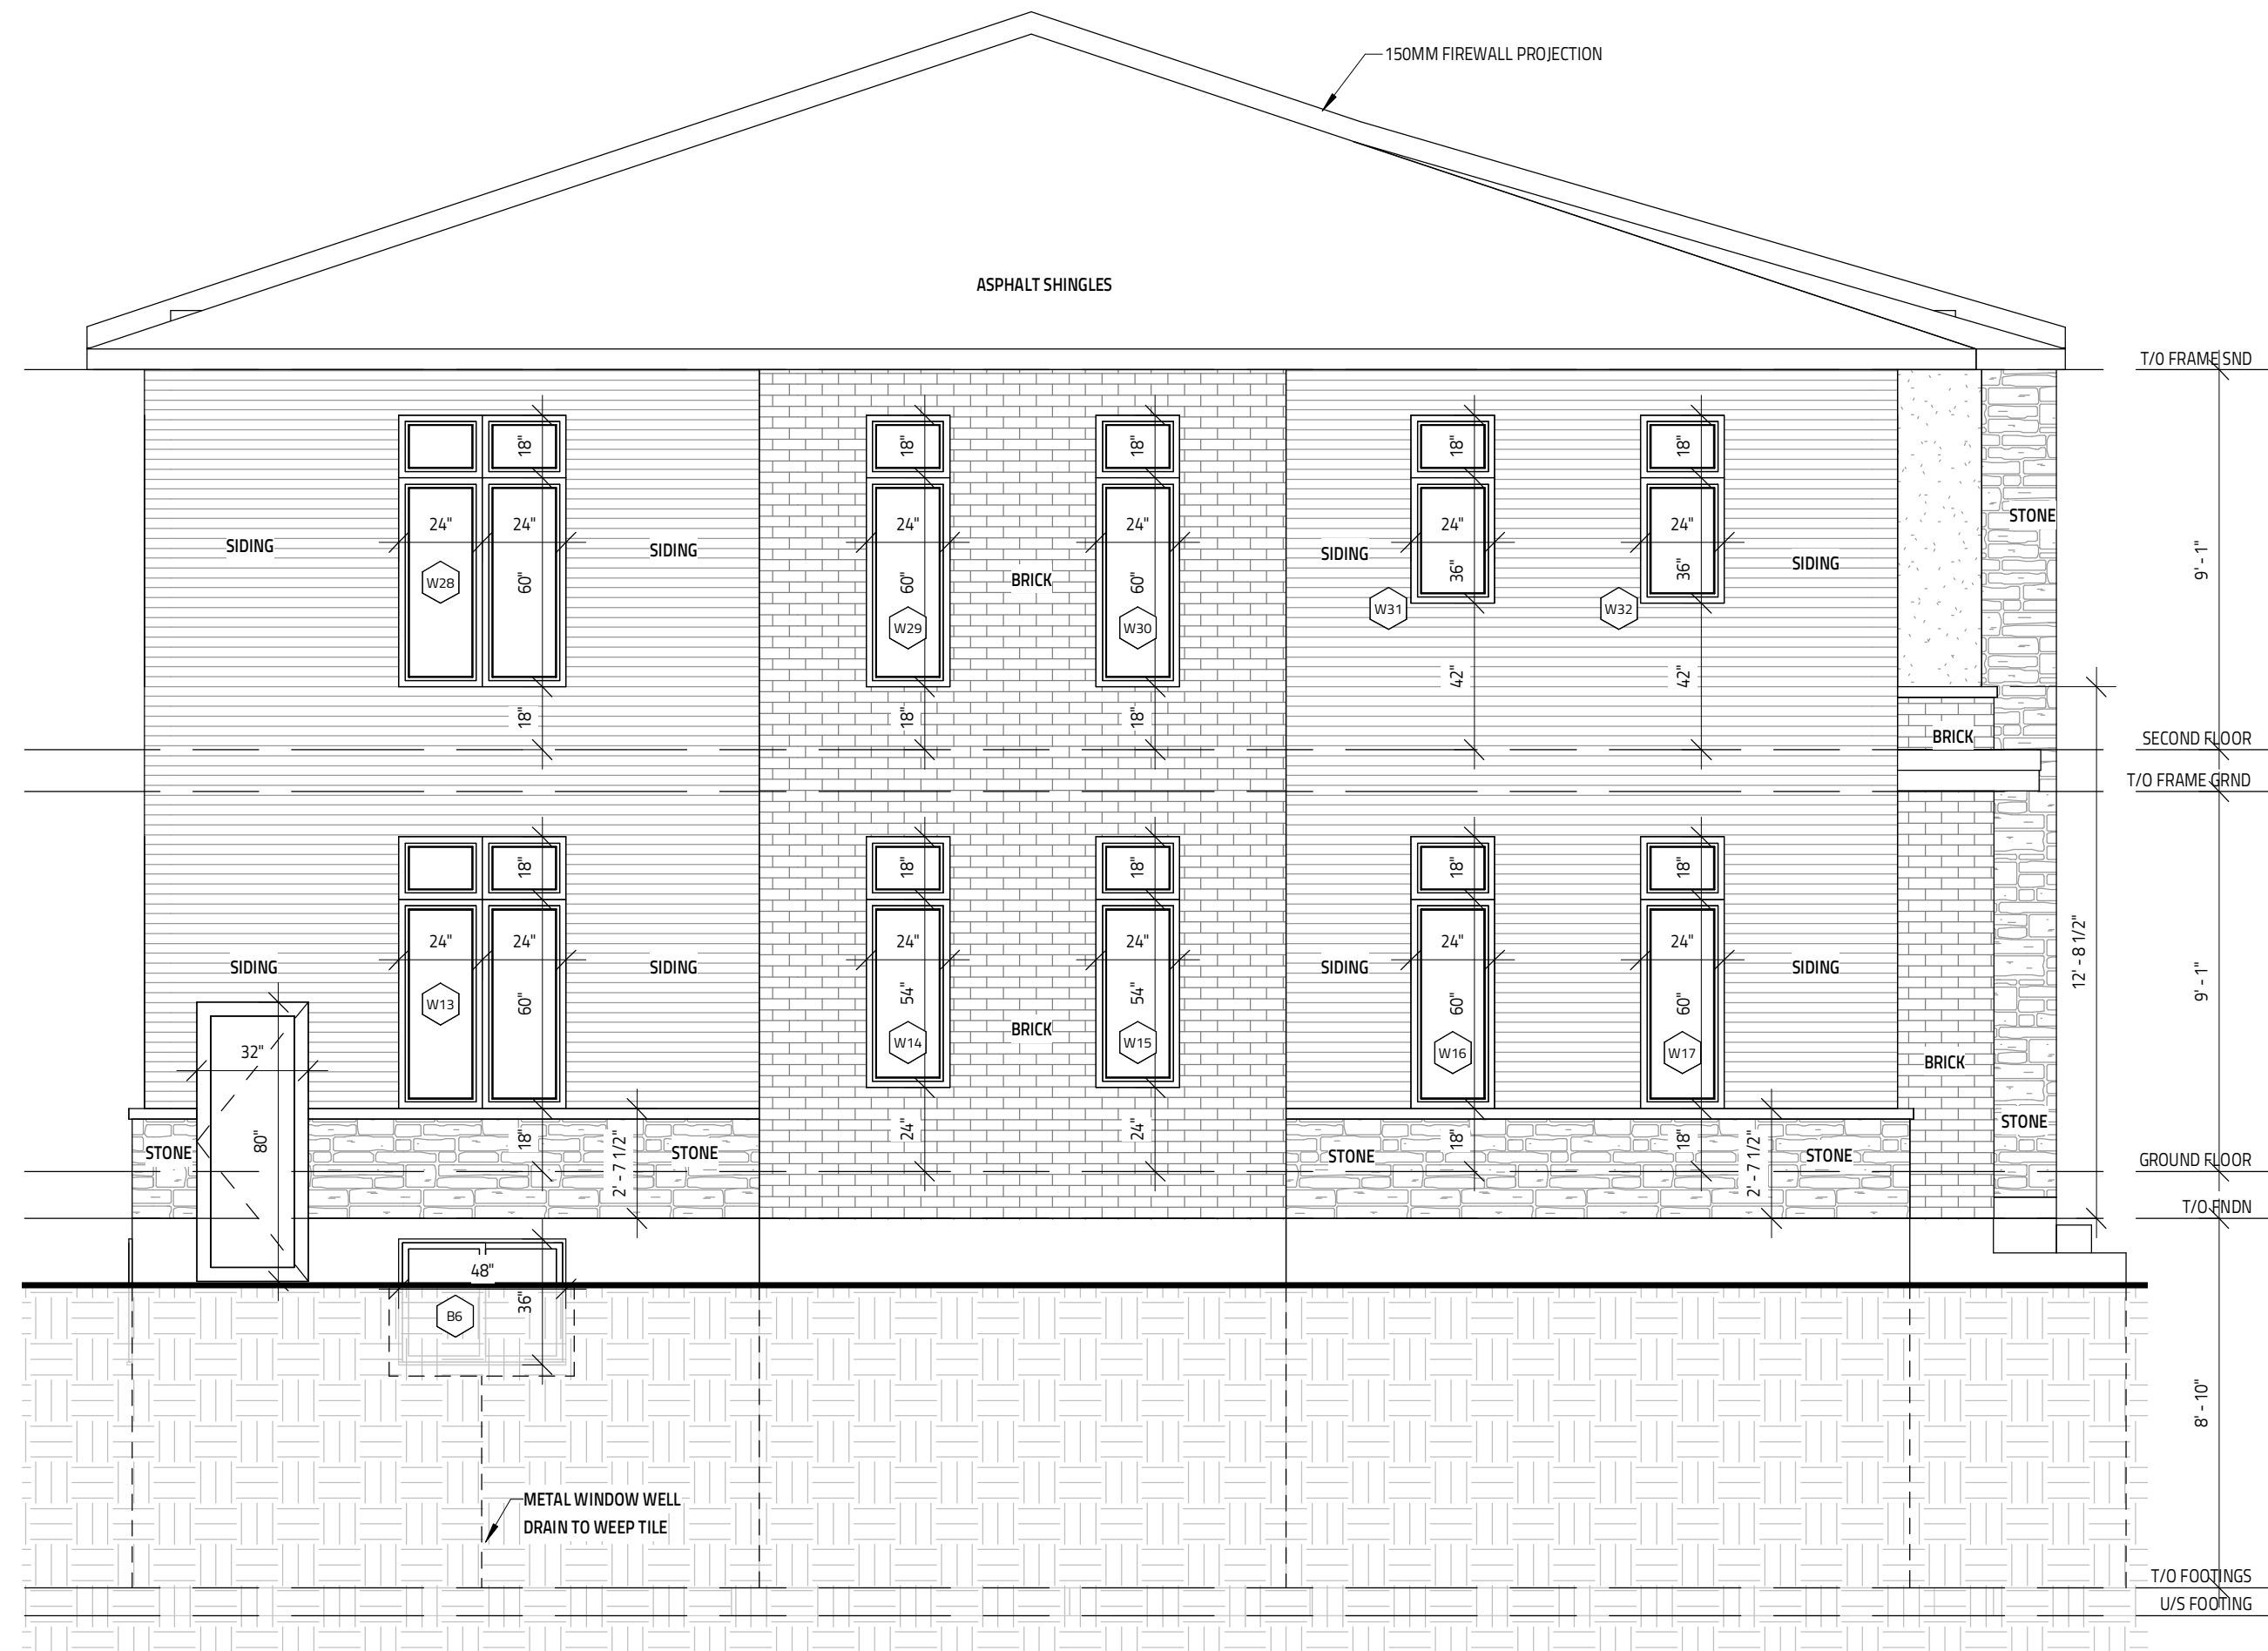 150MM FIREWALL PROJECTION
ASPHALT SHINGLES
T/O FRAME SND
18" 18" 18" 18" 18"
STONE
24" 24" 24" 24" 24" 24"
SIDING SIDING SIDING SIDING
9' - 1"
W28 60" 60" BRICK 60" 36" 36"
W29 W30 W31 W32
42" 42"
18" 18" 18"
BRICK
SECOND FLOOR
T/O FRAME GRND
18" 18" 18" 18" 18"
24" 24" 24" 24" 24" 24"
12' - 8 1/2"
SIDING SIDING SIDING SIDING
9' - 1"
W13 60" 54" 54" 60" 60"
BRICK
32" W14 W15 W16 W17
BRICK
80"
STONE
24" 24"
STONE 18" 2' - 7 1/2" STONE STONE 18" 18" 2' - 7 1/2" STONE
GROUND FLOOR
T/O FNDN
48"
36"
B6
8' - 10"
METAL WINDOW WELL
DRAIN TO WEEP TILE
T/O FOOTINGS
U/S FOOTING